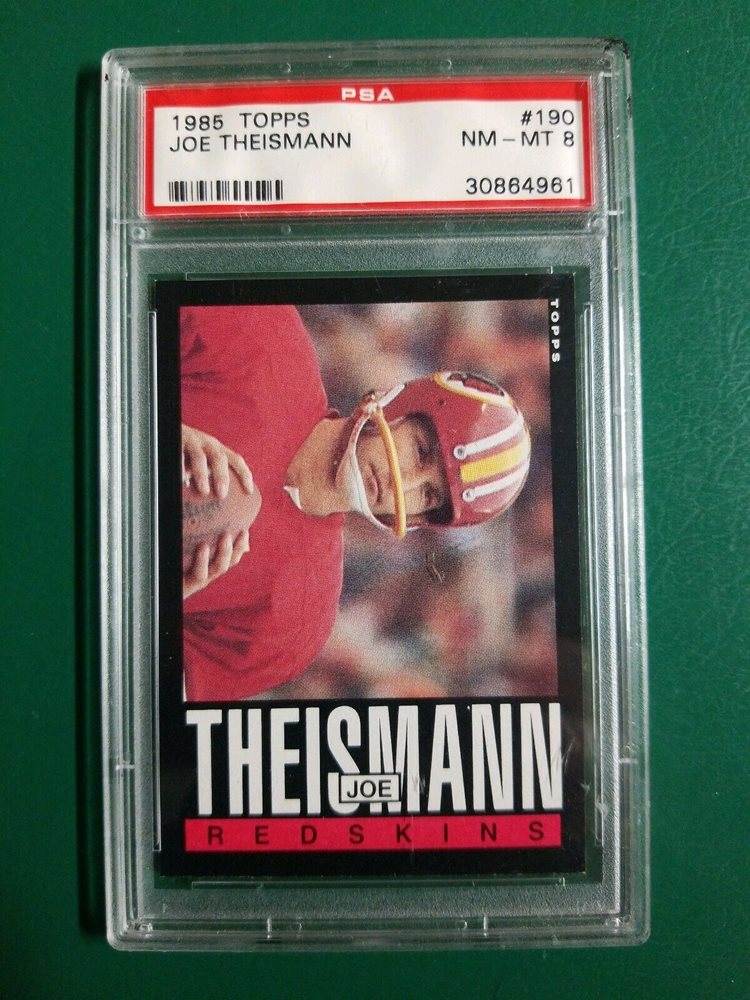 PSA
1985 TOPPS #190
JOE THEISMANN NM-MT 8
30864961
TOPPS
THEISMANN
JOE
REDSKINS